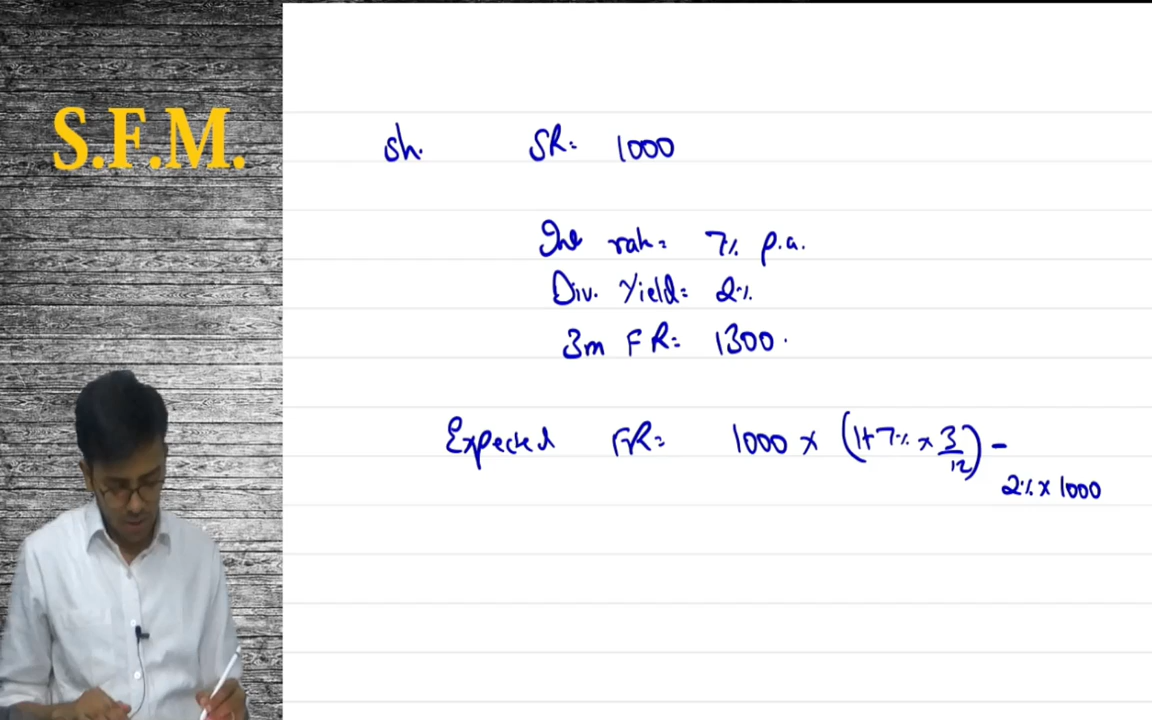 S.F.M.
Sh. SR= 1000
Int rate= 7% p.a.
Div. Yield= 2%
3m FR= 1300.
Expected FR= 1000 × (1+7% × 3/12) -
2% × 1000